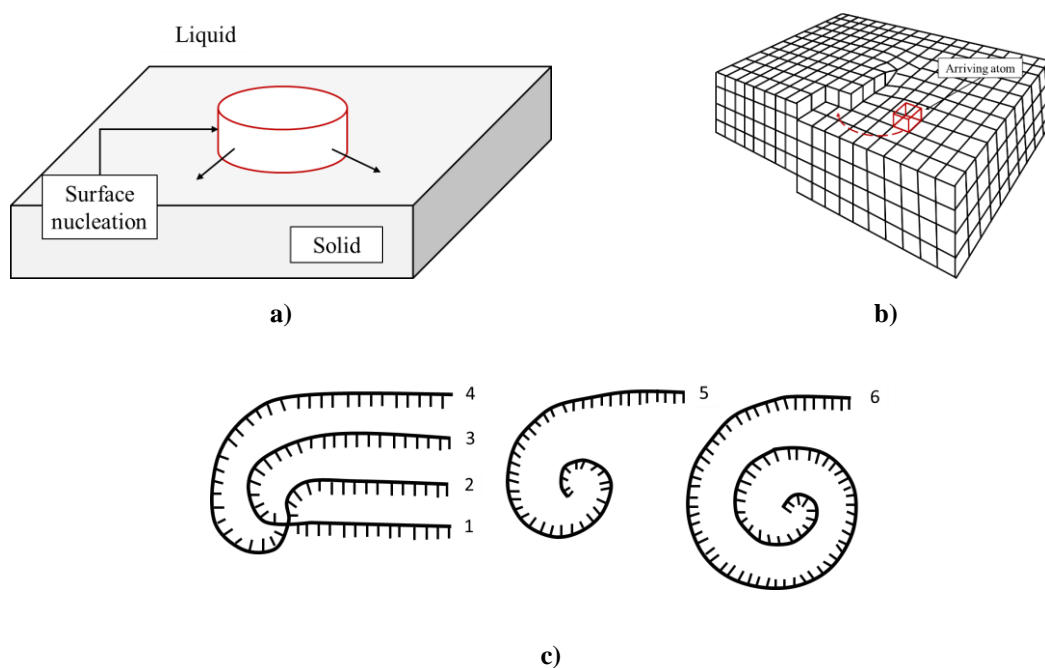 Liquid
Arriving atom
Surface
nucleation
Solid
a)
b)
4
3
2
1
5
6
c)